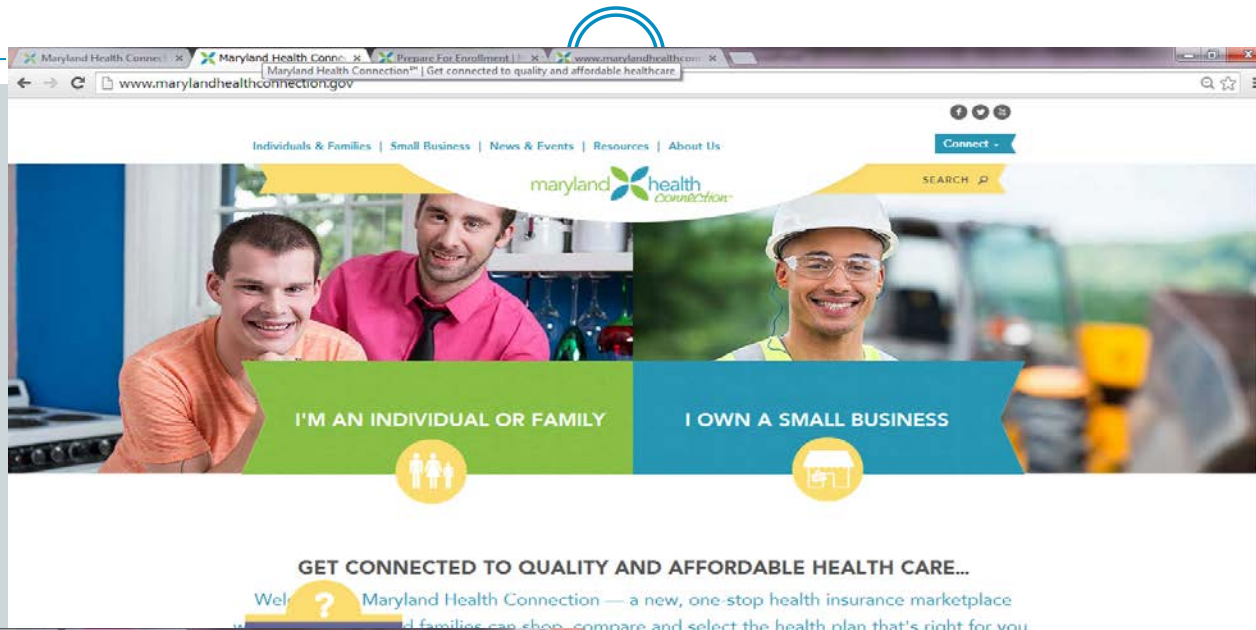 Maryland Health Connect Maryland Health Conne Prepare For Enrollment | www.marylandhealthcon
Maryland Health Connection℠ | Get connected to quality and affordable healthcare
www.marylandhealthconnection.gov
Individuals & Families | Small Business | News & Events | Resources | About Us
Connect
maryland health
connection
SEARCH
I'M AN INDIVIDUAL OR FAMILY
I OWN A SMALL BUSINESS
GET CONNECTED TO QUALITY AND AFFORDABLE HEALTH CARE...
Wel ? Maryland Health Connection — a new, one-stop health insurance marketplace
d families can shop, compare and select the health plan that's right for you